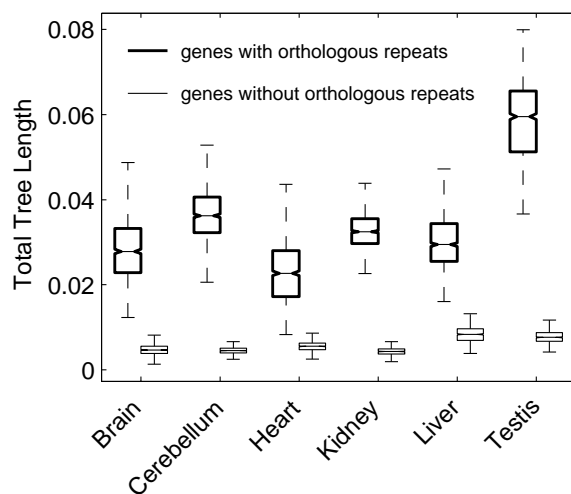 0.08
0.06
0.04
0.02
0
Total Tree Length
genes with orthologous repeats
genes without orthologous repeats
Brain
Cerebellum
Heart
Kidney
Liver
Testis